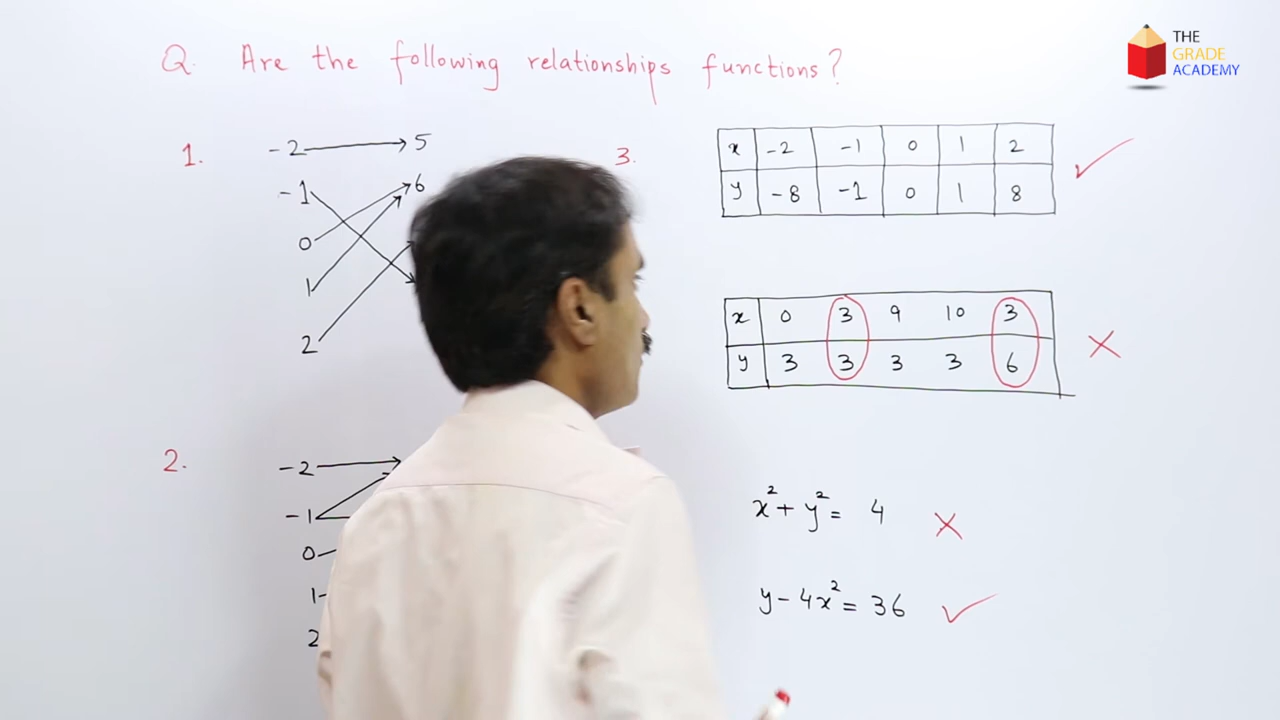 Q. Are the following relationships functions?
THE
GRADE
ACADEMY
1.
-2 5
-1 6
0
1
2
2.
-2
-1
0
1
2
3.
x -2 -1 0 1 2
y -8 -1 0 1 8
x 0 3 9 10 3
y 3 3 3 3 6
x² + y² = 4
y - 4x² = 36